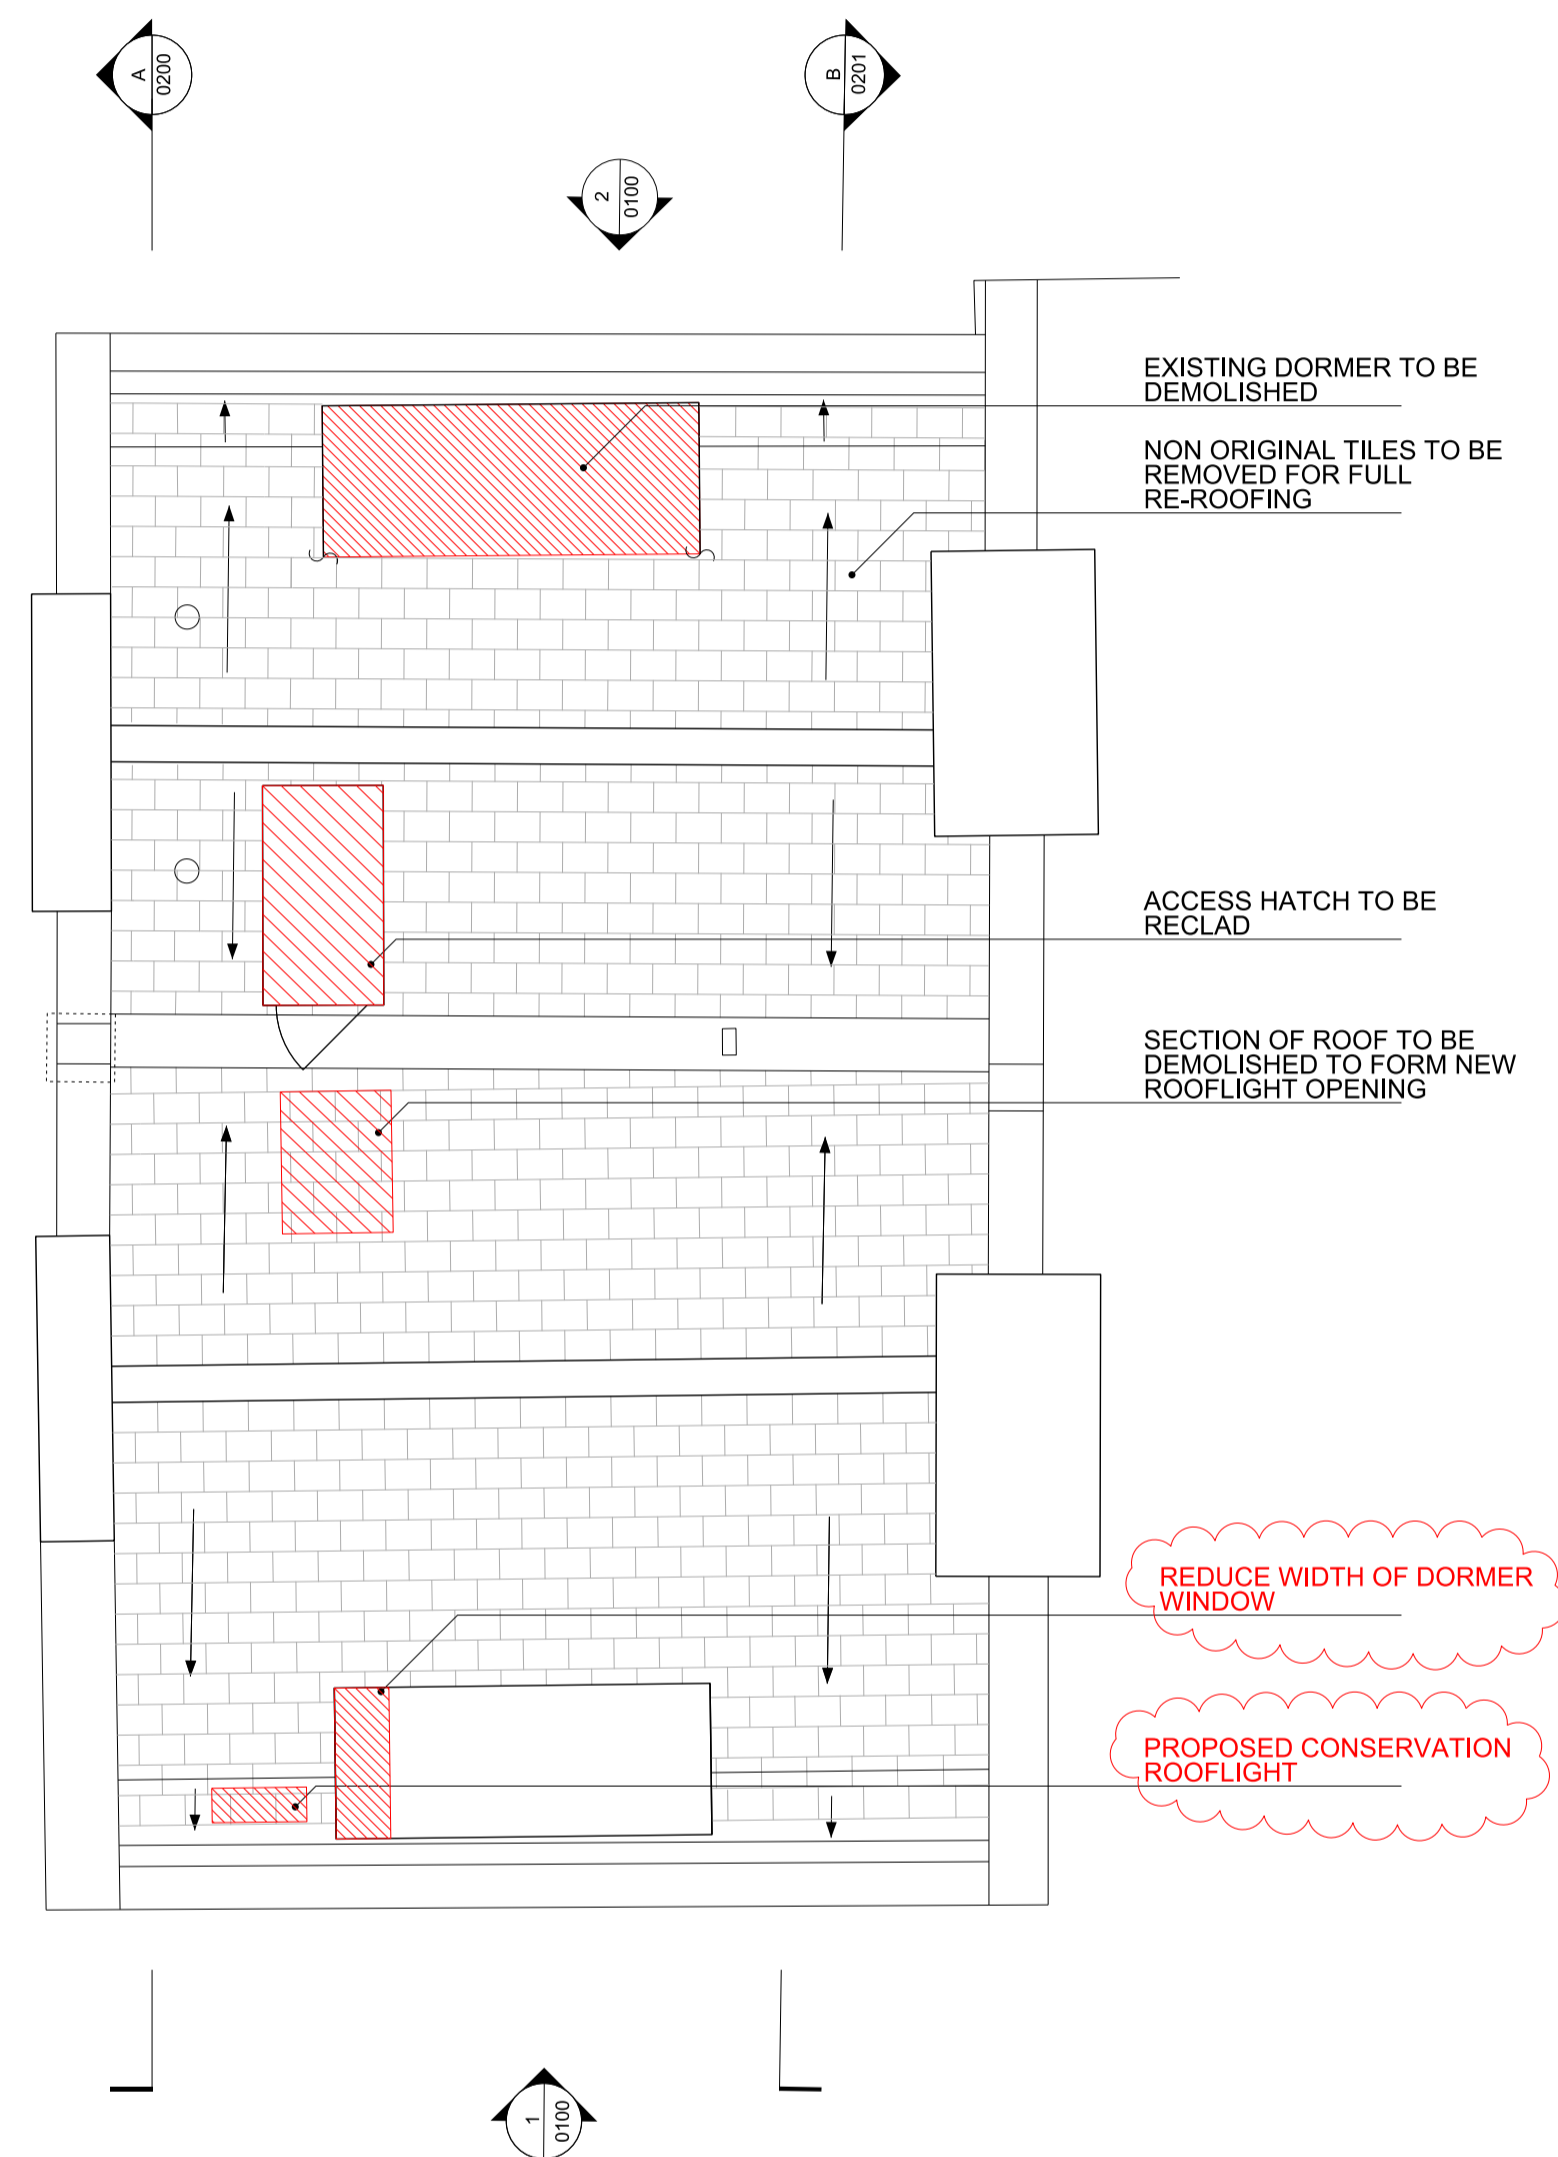 A
0200
B
0201
2
0100
EXISTING DORMER TO BE
DEMOLISHED
NON ORIGINAL TILES TO BE
REMOVED FOR FULL
RE-ROOFING
ACCESS HATCH TO BE
RECLAD
SECTION OF ROOF TO BE
DEMOLISHED TO FORM NEW
ROOFLIGHT OPENING
REDUCE WIDTH OF DORMER
WINDOW
PROPOSED CONSERVATION
ROOFLIGHT
1
0100